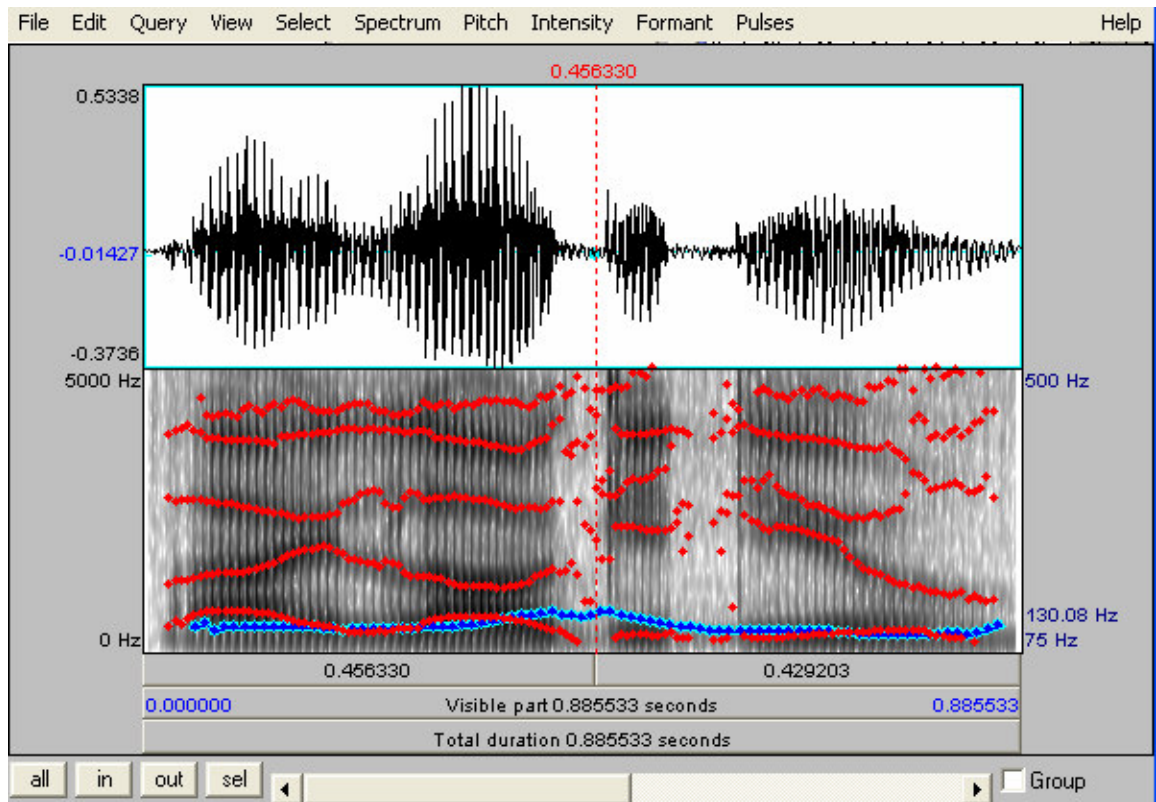 File Edit Query View Select Spectrum Pitch Intensity Formant Pulses Help
0.456330
0.5338
-0.01427
-0.3736
5000 Hz
500 Hz
130.08 Hz
0 Hz
75 Hz
0.456330 0.429203
0.000000 Visible part 0.885533 seconds 0.885533
Total duration 0.885533 seconds
all in out sel Group